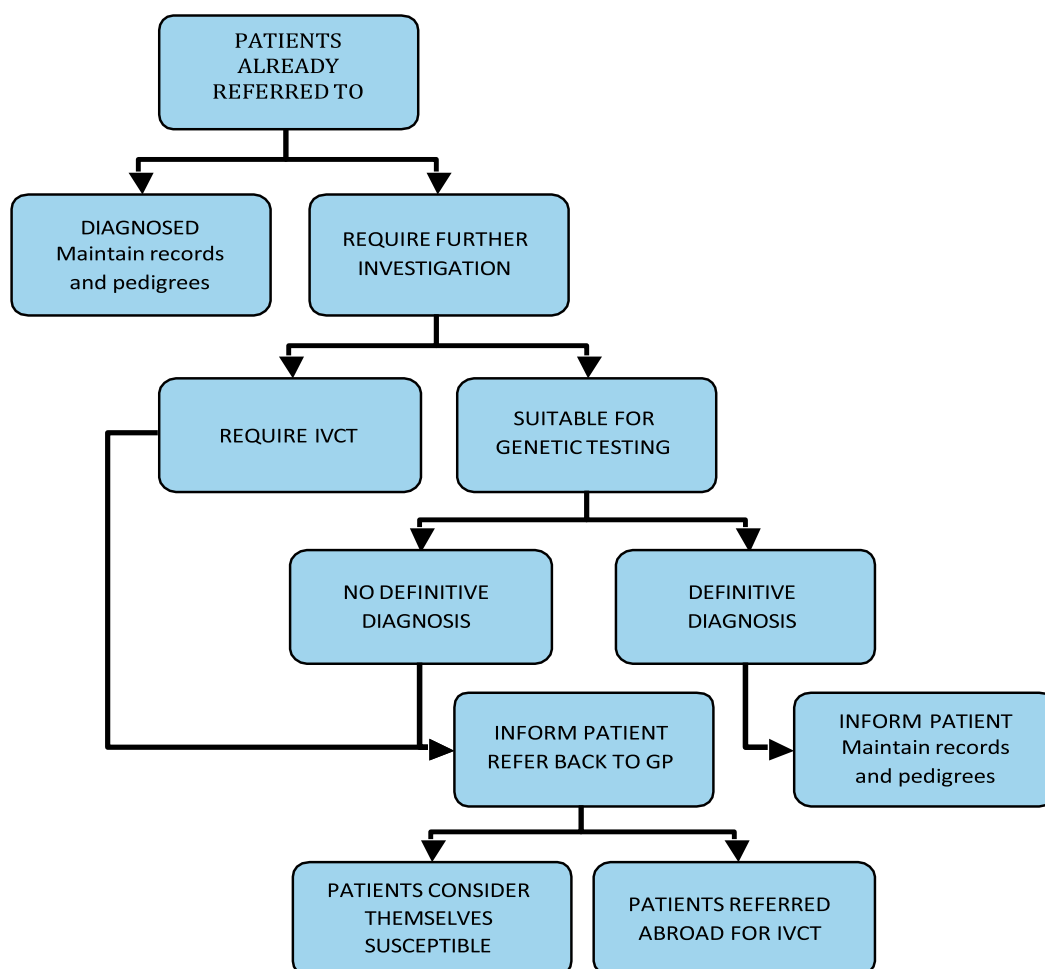 PATIENTS
ALREADY
REFERRED TO
DIAGNOSED
Maintain records
and pedigrees
REQUIRE FURTHER
INVESTIGATION
REQUIRE IVCT
SUITABLE FOR
GENETIC TESTING
NO DEFINITIVE
DIAGNOSIS
DEFINITIVE
DIAGNOSIS
INFORM PATIENT
REFER BACK TO GP
INFORM PATIENT
Maintain records
and pedigrees
PATIENTS CONSIDER
THEMSELVES
SUSCEPTIBLE
PATIENTS REFERRED
ABROAD FOR IVCT